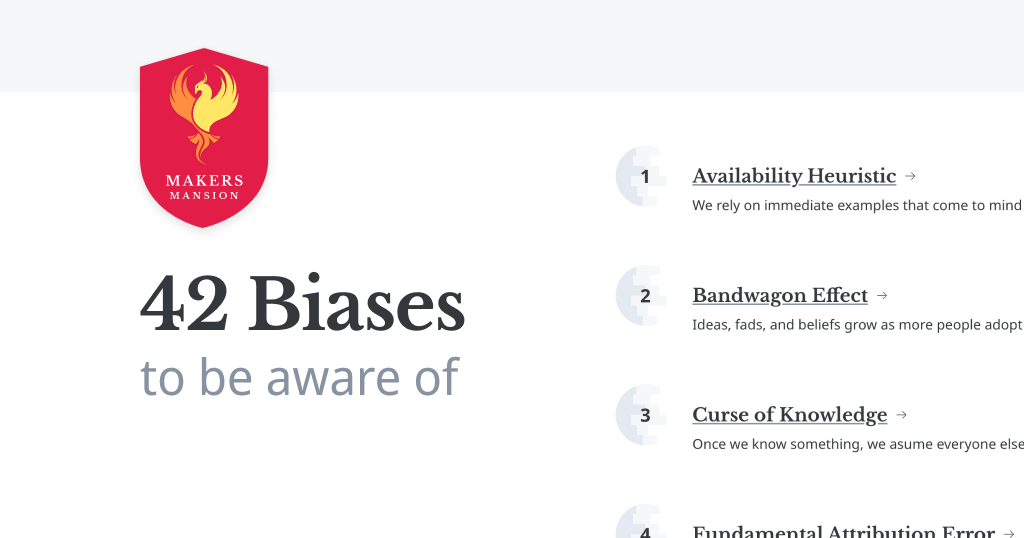 MAKERS
MANSION
42 Biases
to be aware of
1
Availability Heuristic →
We rely on immediate examples that come to mind
2
Bandwagon Effect →
Ideas, fads, and beliefs grow as more people adopt
3
Curse of Knowledge →
Once we know something, we asume everyone else
4
Fundamental Attribution Error →